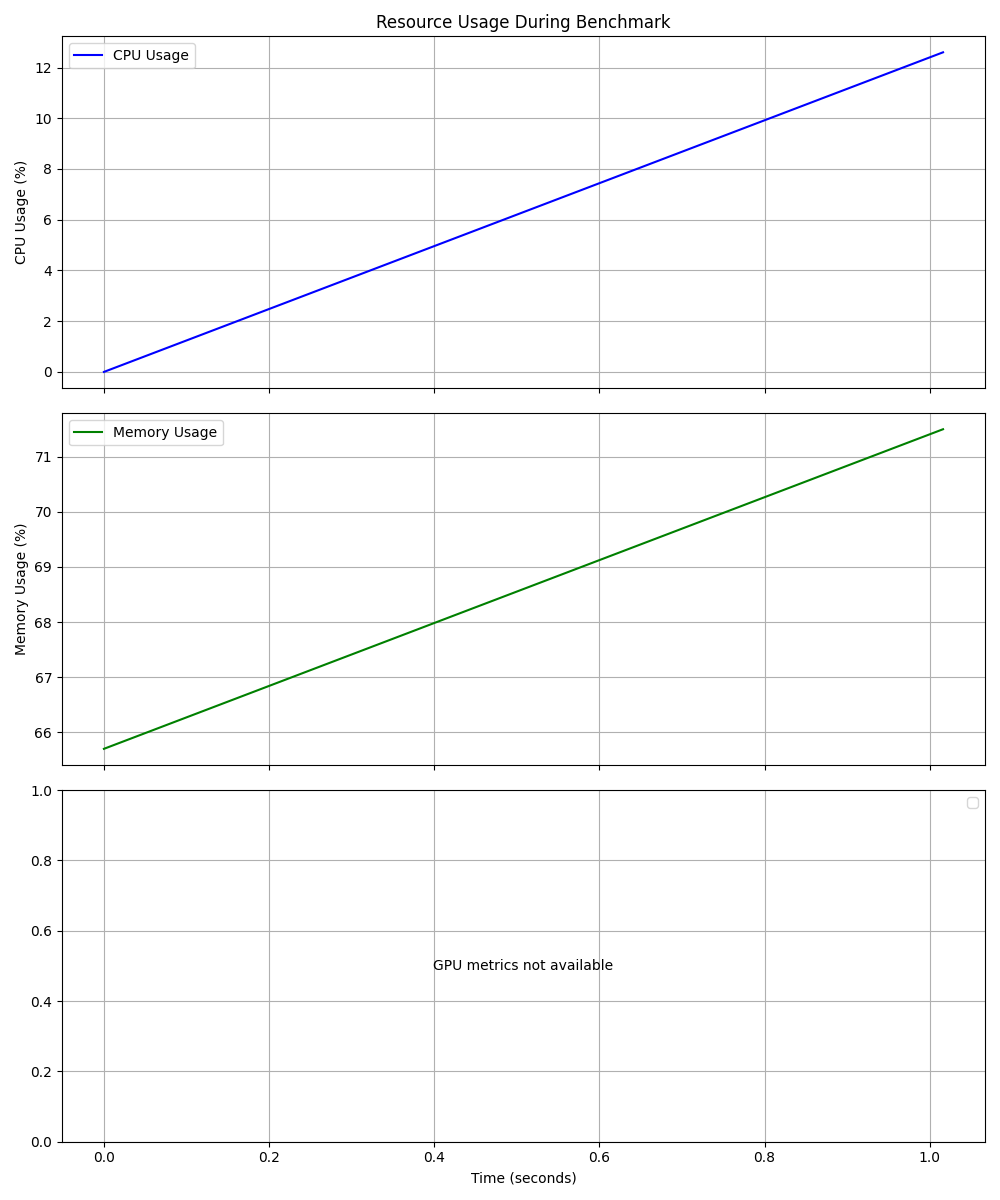 Resource Usage During Benchmark
CPU Usage
12
10
8
6
4
2
0
CPU Usage (%)
Memory Usage
71
70
69
68
67
66
Memory Usage (%)
1.0
0.8
0.6
0.4
0.2
0.0
GPU metrics not available
0.0 0.2 0.4 0.6 0.8 1.0
Time (seconds)